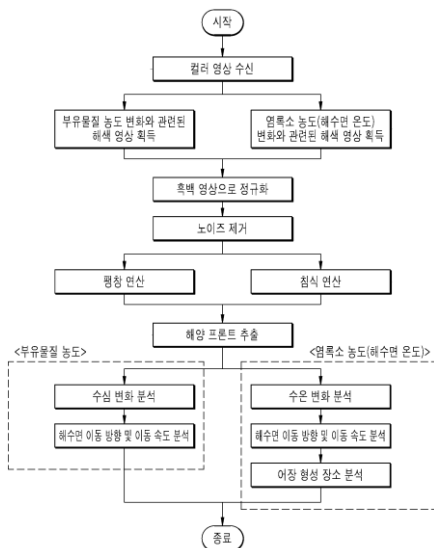 시작
컬러 영상 수신
부유물질 농도 변화와 관련된
해색 영상 획득
염록소 농도(해수면 온도)
변화와 관련된 해색 영상 획득
흑백 영상으로 정규화
노이즈 제거
팽창 연산
침식 연산
해양 프론트 추출
<부유물질 농도>
<염록소 농도(해수면 온도)>
수심 변화 분석
수온 변화 분석
해수면 이동 방향 및 이동 속도 분석
해수면 이동 방향 및 이동 속도 분석
어장 형성 장소 분석
종료